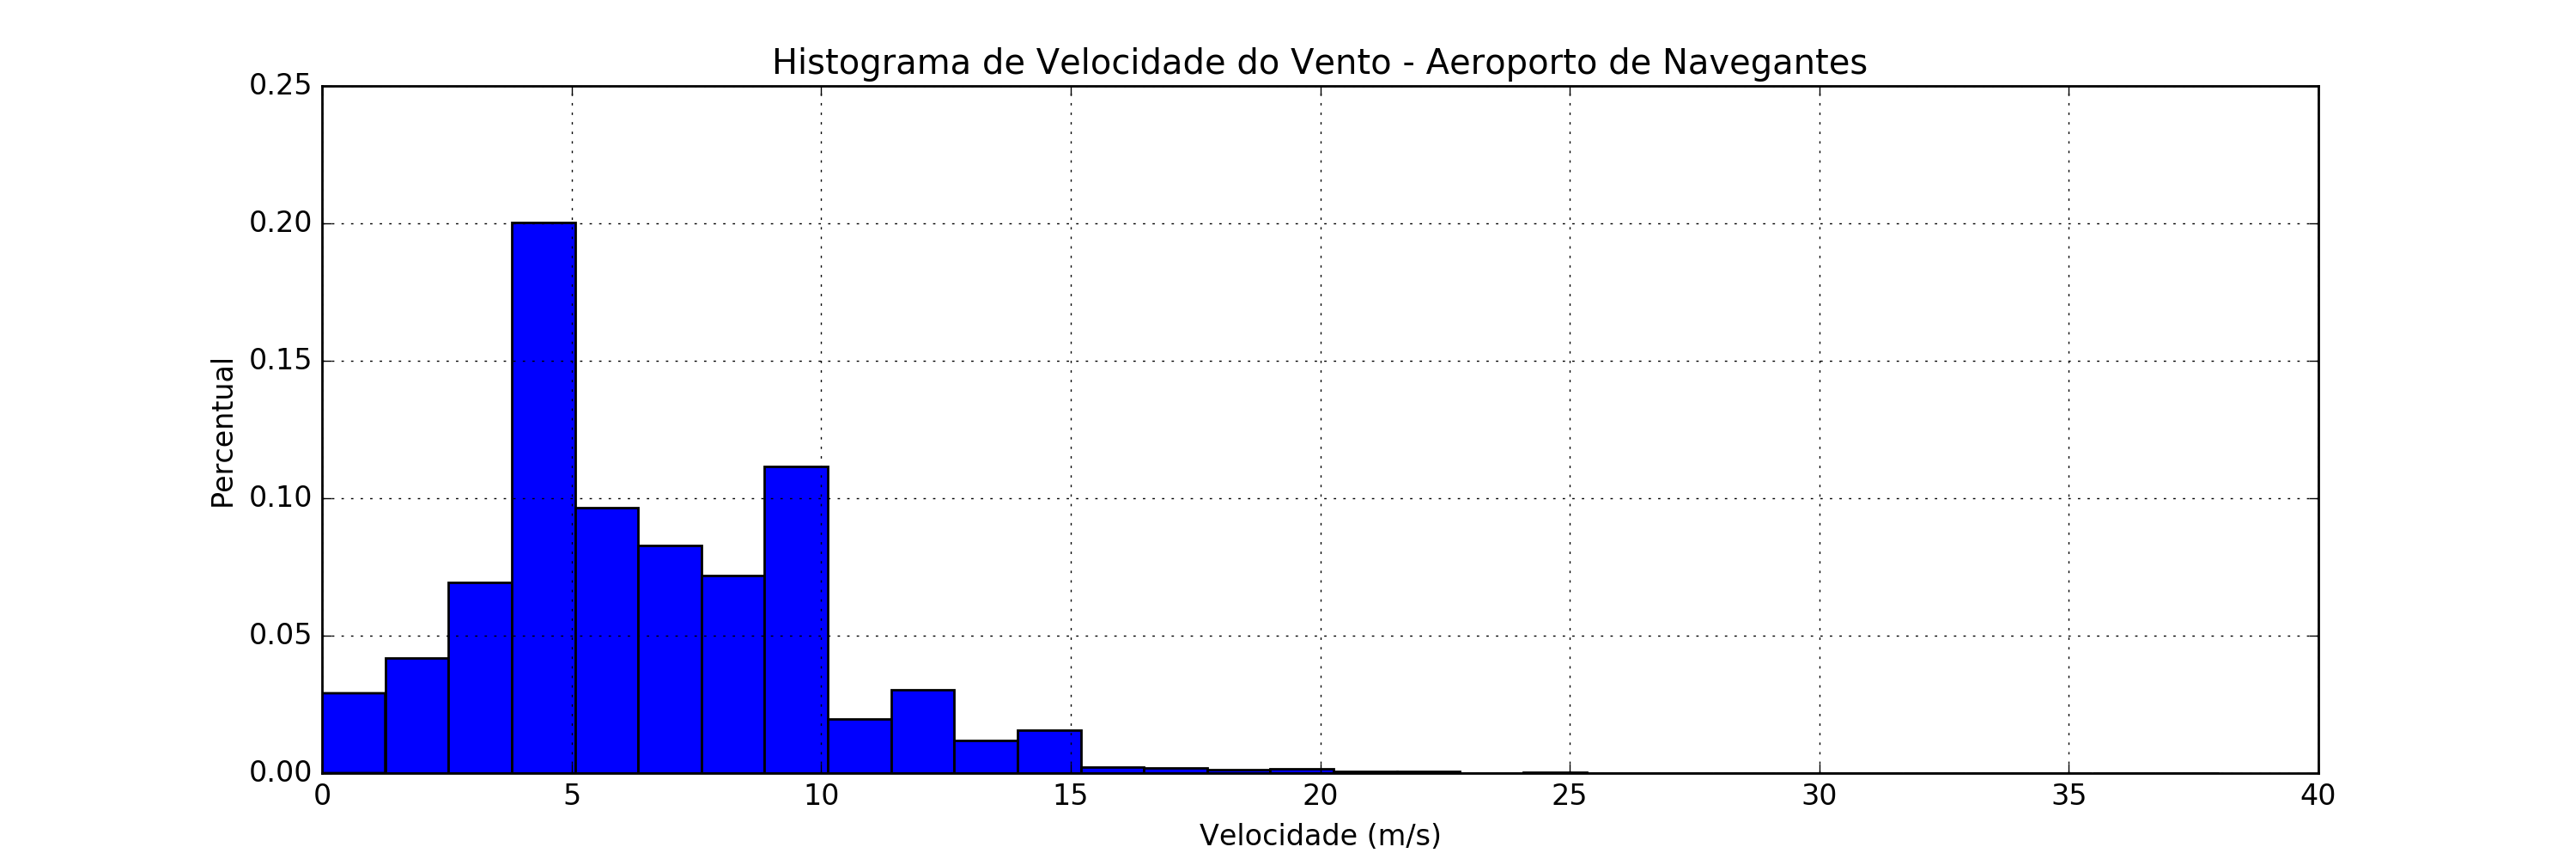 Histograma de Velocidade do Vento - Aeroporto de Navegantes
0.25
0.20
0.15
0.10
0.05
0.00
Percentual
0 5 10 15 20 25 30 35 40
Velocidade (m/s)